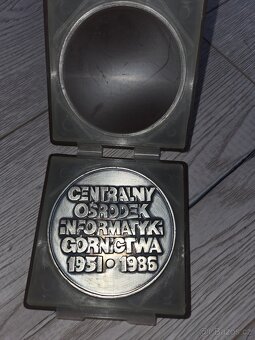 CENTRALNY
OŚRODEK
INFORMATYKI
GÓRNICTWA
1951 • 1986